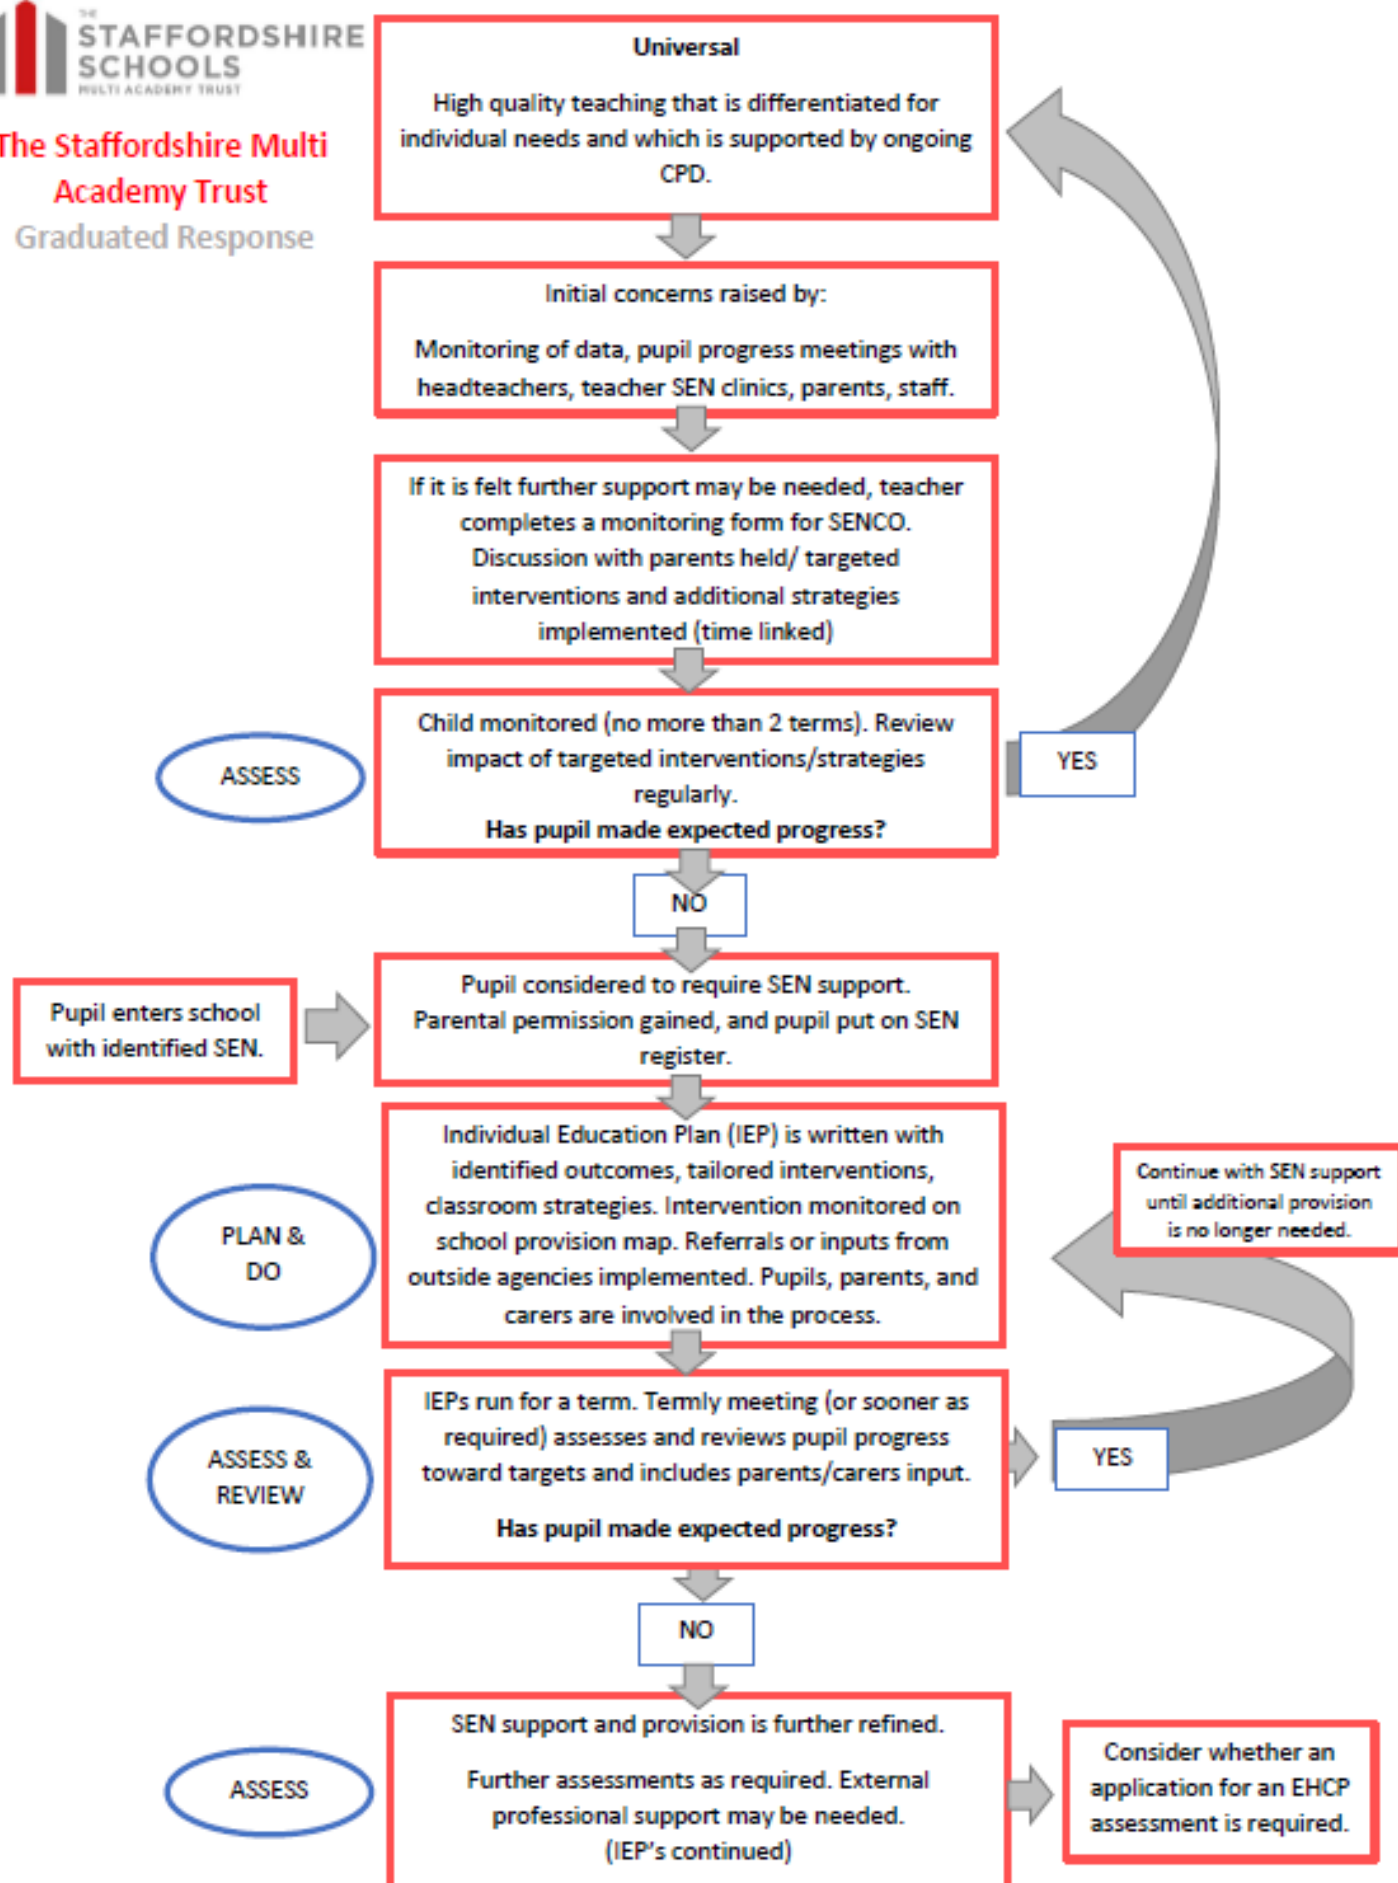 THE
STAFFORDSHIRE
SCHOOLS
MULTI ACADEMY TRUST
The Staffordshire Multi
Academy Trust
Graduated Response
Universal
High quality teaching that is differentiated for
individual needs and which is supported by ongoing
CPD.
Initial concerns raised by:
Monitoring of data, pupil progress meetings with
headteachers, teacher SEN clinics, parents, staff.
If it is felt further support may be needed, teacher
completes a monitoring form for SENCO.
Discussion with parents held/ targeted
interventions and additional strategies
implemented (time linked)
ASSESS
Child monitored (no more than 2 terms). Review
impact of targeted interventions/strategies
regularly.
Has pupil made expected progress?
YES
NO
Pupil enters school
with identified SEN.
Pupil considered to require SEN support.
Parental permission gained, and pupil put on SEN
register.
PLAN &
DO
Individual Education Plan (IEP) is written with
identified outcomes, tailored interventions,
classroom strategies. Intervention monitored on
school provision map. Referrals or inputs from
outside agencies implemented. Pupils, parents, and
carers are involved in the process.
Continue with SEN support
until additional provision
is no longer needed.
ASSESS &
REVIEW
IEPs run for a term. Termly meeting (or sooner as
required) assesses and reviews pupil progress
toward targets and includes parents/carers input.
Has pupil made expected progress?
YES
NO
ASSESS
SEN support and provision is further refined.
Further assessments as required. External
professional support may be needed.
(IEP's continued)
Consider whether an
application for an EHCP
assessment is required.